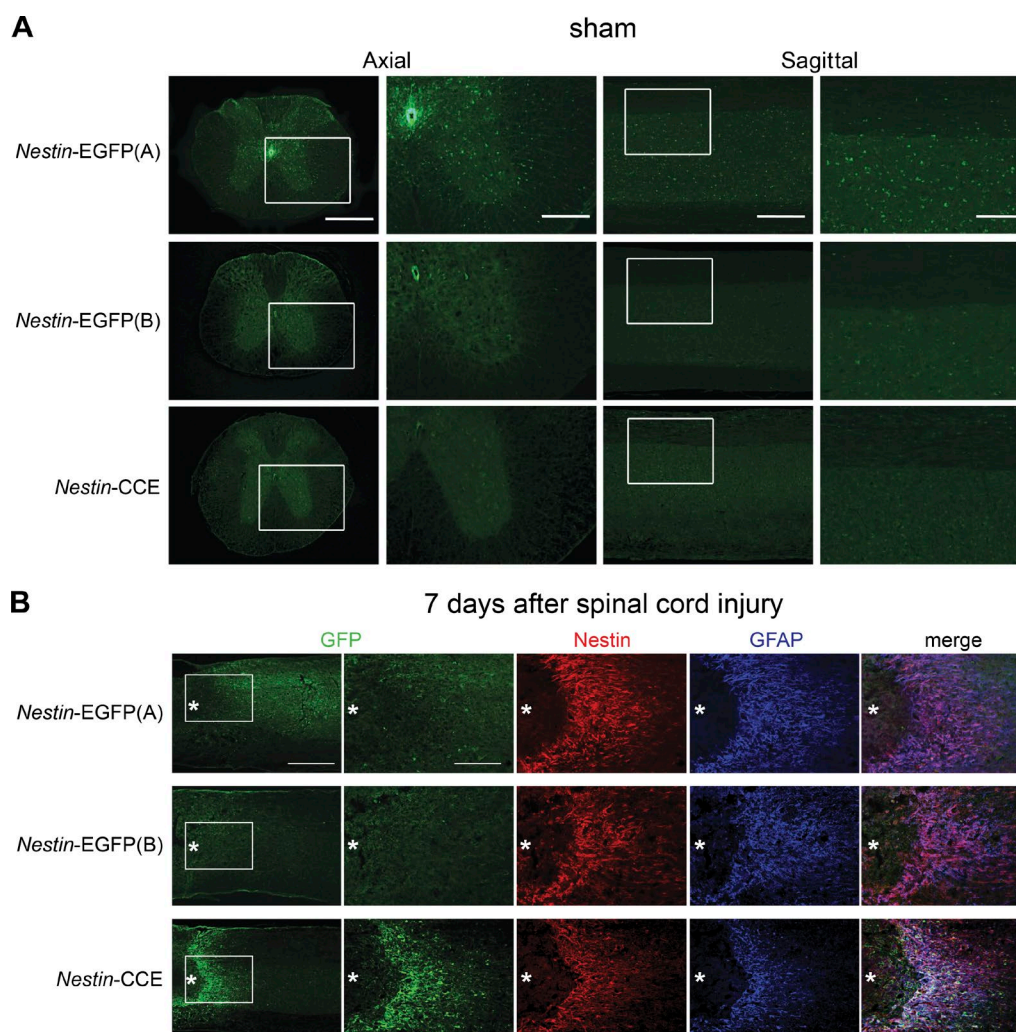 A
sham
Axial
Sagittal
Nestin-EGFP(A)
Nestin-EGFP(B)
Nestin-CCE
B
7 days after spinal cord injury
GFP
Nestin
GFAP
merge
Nestin-EGFP(A)
*
*
*
*
*
Nestin-EGFP(B)
*
*
*
*
*
Nestin-CCE
*
*
*
*
*